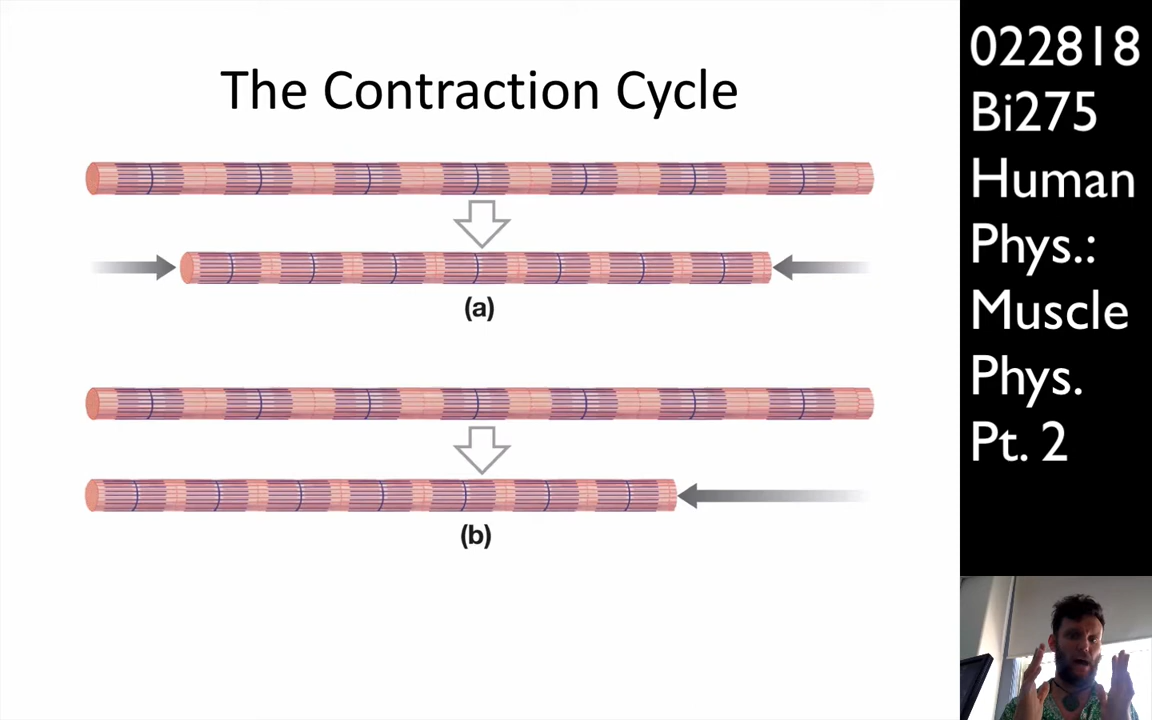 The Contraction Cycle
(a)
(b)
022818
Bi275
Human
Phys.:
Muscle
Phys.
Pt. 2